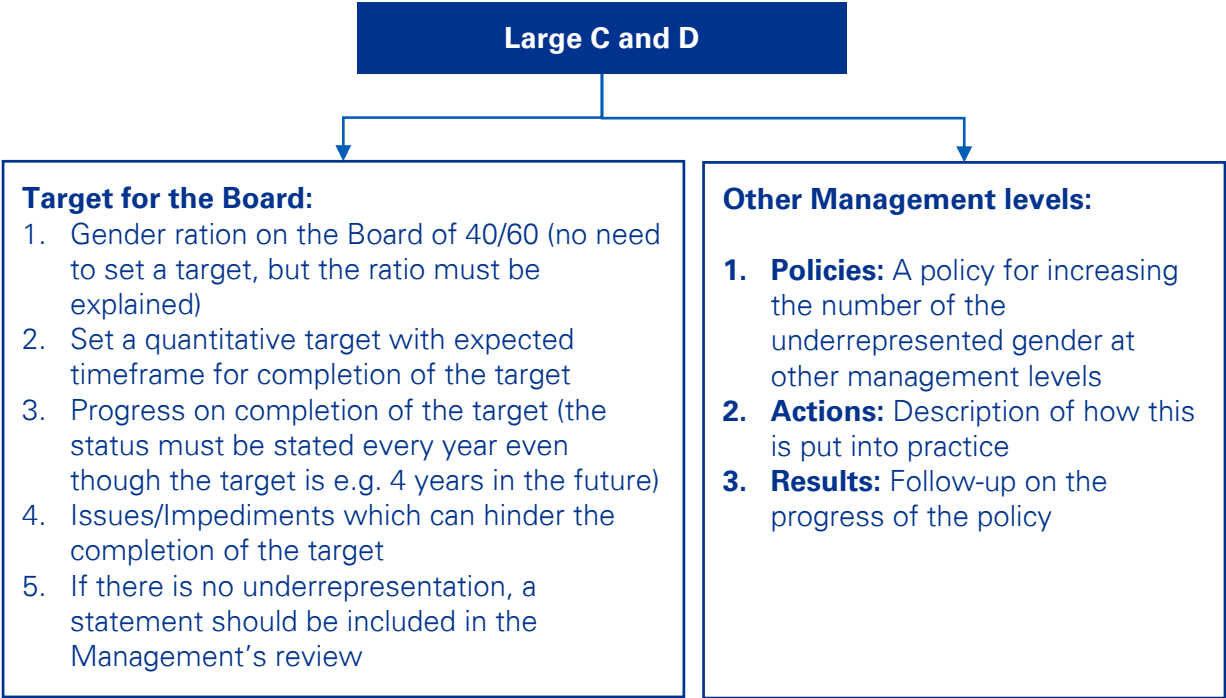 Large C and D
Target for the Board:
1. Gender ration on the Board of 40/60 (no need
to set a target, but the ratio must be
explained)
2. Set a quantitative target with expected
timeframe for completion of the target
3. Progress on completion of the target (the
status must be stated every year even
though the target is e.g. 4 years in the future)
4. Issues/Impediments which can hinder the
completion of the target
5. If there is no underrepresentation, a
statement should be included in the
Management's review
Other Management levels:
1. Policies: A policy for increasing
the number of the
underrepresented gender at
other management levels
2. Actions: Description of how this
is put into practice
3. Results: Follow-up on the
progress of the policy